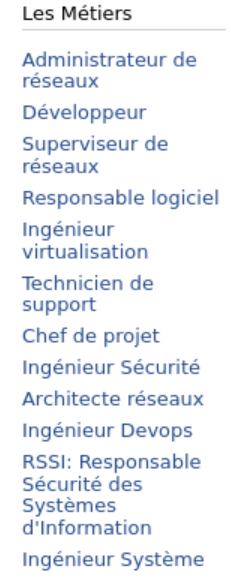 Les Métiers
Administrateur de
réseaux
Développeur
Superviseur de
réseaux
Responsable logiciel
Ingénieur
virtualisation
Technicien de
support
Chef de projet
Ingénieur Sécurité
Architecte réseaux
Ingénieur Devops
RSSI: Responsable
Sécurité des
Systèmes
d'Information
Ingénieur Système